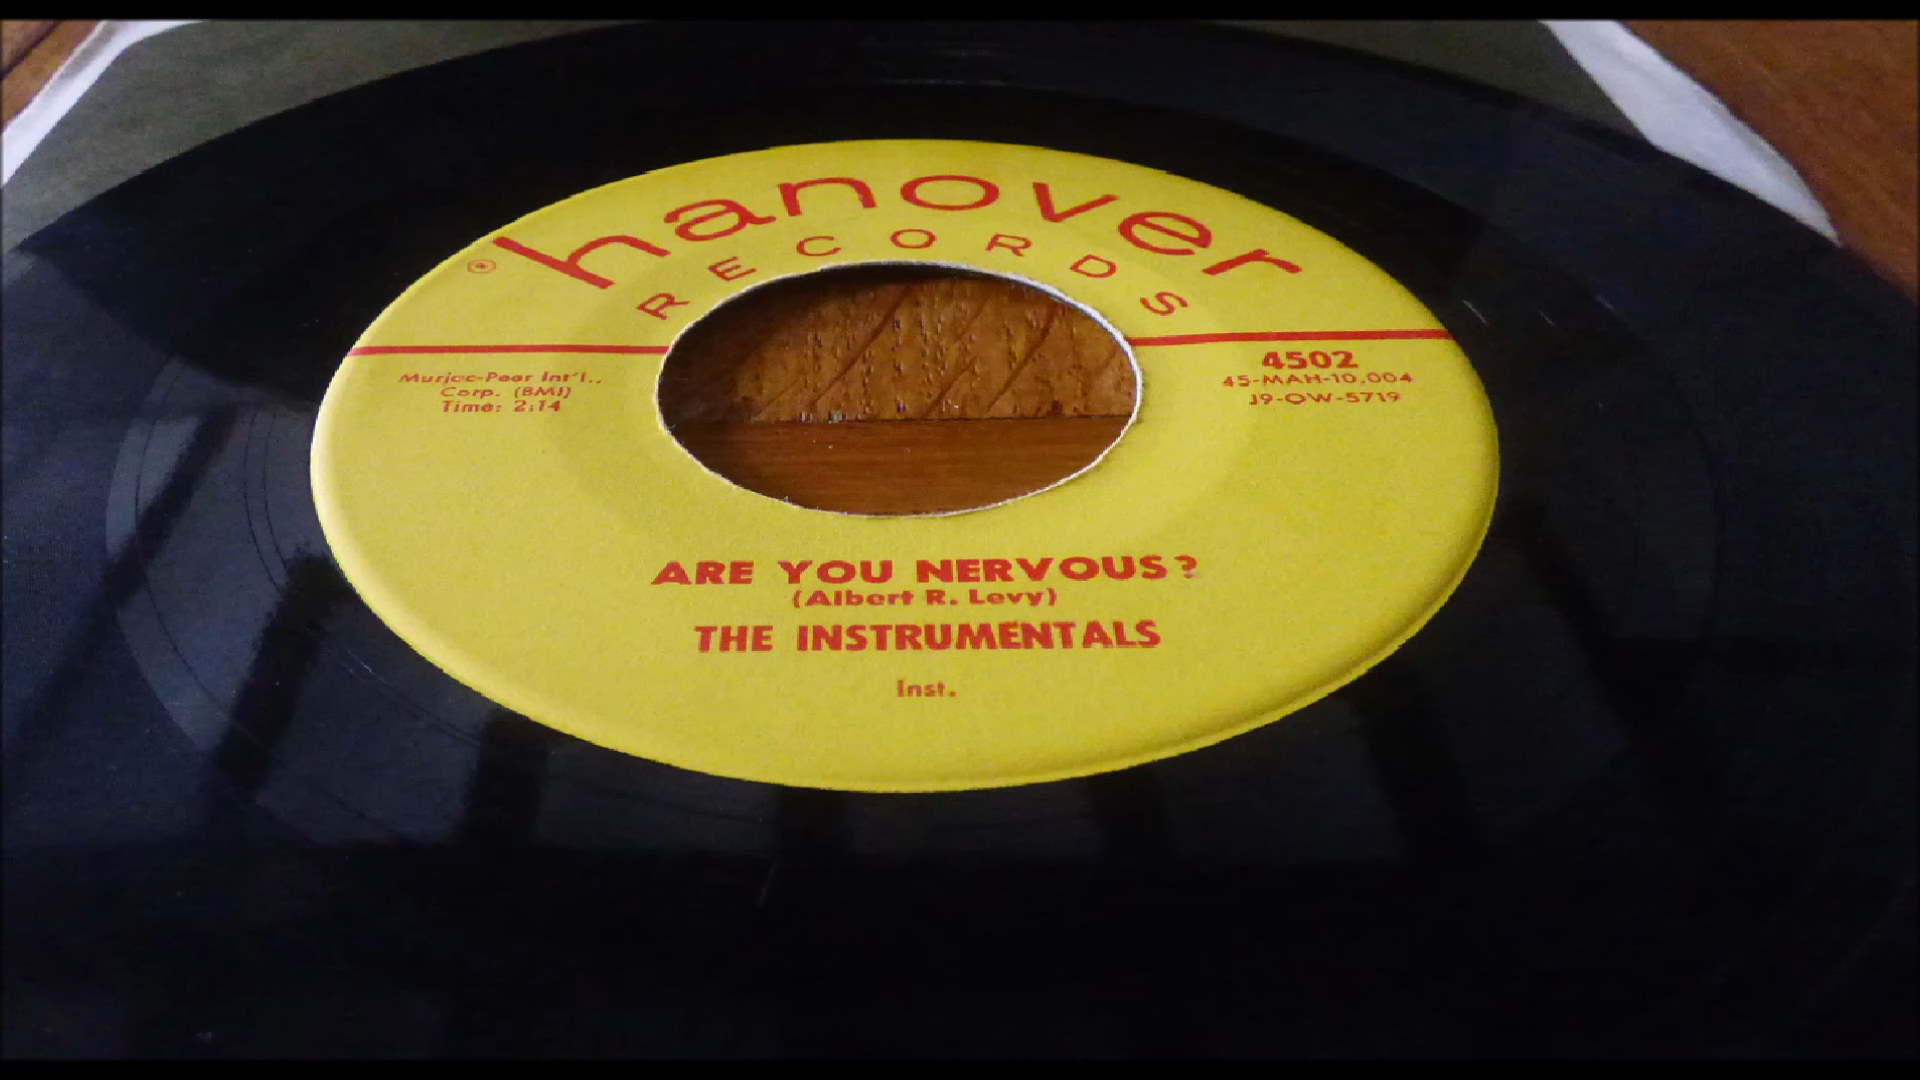 hanover
RECORDS
Murjac-Peer Int'l.,
Corp. (BMI)
Time: 2:14
4502
45-MAH-10,004
J9-OW-5719
ARE YOU NERVOUS?
(Albert R. Levy)
THE INSTRUMENTALS
Inst.